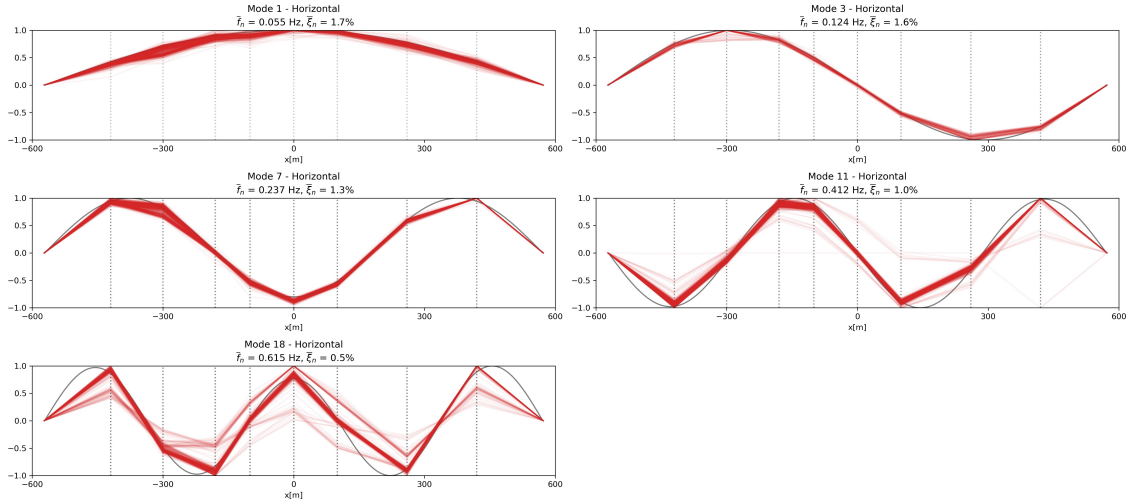 Mode 1 - Horizontal
f̄ₙ = 0.055 Hz, ξ̄ₙ = 1.7%
1.0
0.5
0.0
−0.5
−1.0
−600 −300 0 300 600
x[m]
Mode 3 - Horizontal
f̄ₙ = 0.124 Hz, ξ̄ₙ = 1.6%
1.0
0.5
0.0
−0.5
−1.0
−600 −300 0 300 600
x[m]
Mode 7 - Horizontal
f̄ₙ = 0.237 Hz, ξ̄ₙ = 1.3%
1.0
0.5
0.0
−0.5
−1.0
−600 −300 0 300 600
x[m]
Mode 11 - Horizontal
f̄ₙ = 0.412 Hz, ξ̄ₙ = 1.0%
1.0
0.5
0.0
−0.5
−1.0
−600 −300 0 300 600
x[m]
Mode 18 - Horizontal
f̄ₙ = 0.615 Hz, ξ̄ₙ = 0.5%
1.0
0.5
0.0
−0.5
−1.0
−600 −300 0 300 600
x[m]